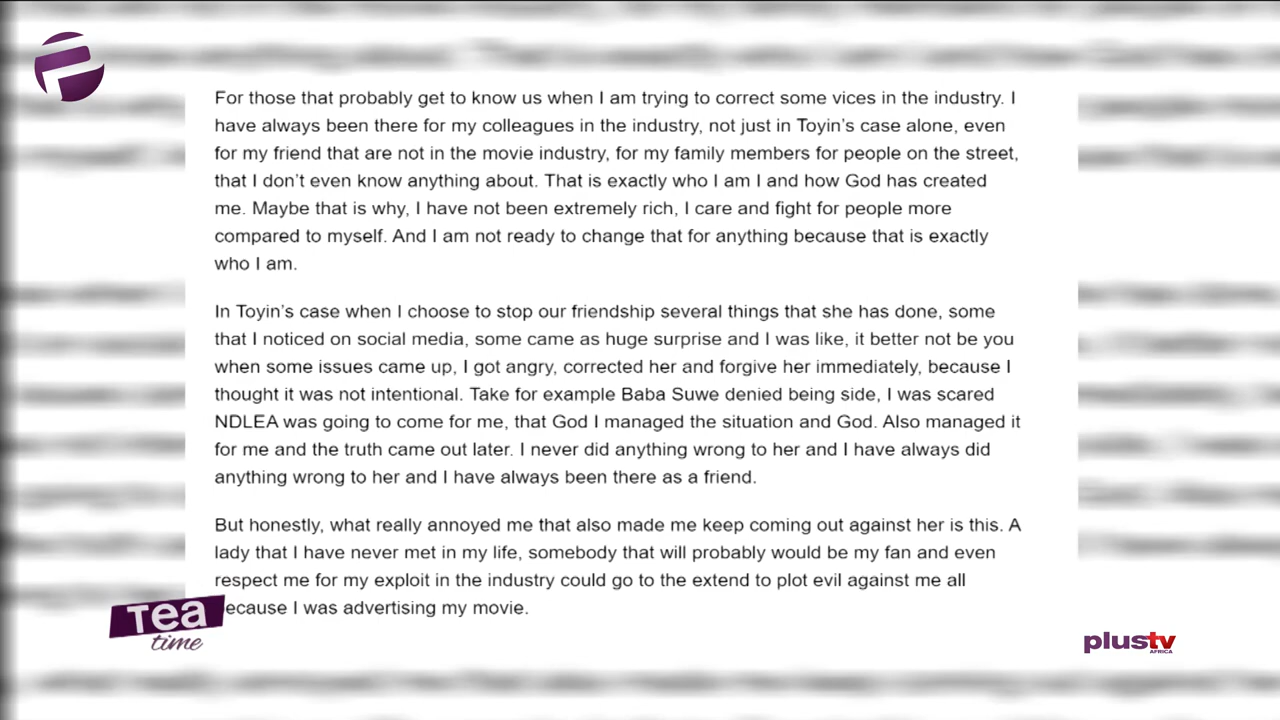 For those that probably get to know us when I am trying to correct some vices in the industry. I
have always been there for my colleagues in the industry, not just in Toyin's case alone, even
for my friend that are not in the movie industry, for my family members for people on the street,
that I don't even know anything about. That is exactly who I am I and how God has created
me. Maybe that is why, I have not been extremely rich, I care and fight for people more
compared to myself. And I am not ready to change that for anything because that is exactly
who I am.
In Toyin's case when I choose to stop our friendship several things that she has done, some
that I noticed on social media, some came as huge surprise and I was like, it better not be you
when some issues came up, I got angry, corrected her and forgive her immediately, because I
thought it was not intentional. Take for example Baba Suwe denied being side, I was scared
NDLEA was going to come for me, that God I managed the situation and God. Also managed it
for me and the truth came out later. I never did anything wrong to her and I have always did
anything wrong to her and I have always been there as a friend.
But honestly, what really annoyed me that also made me keep coming out against her is this. A
lady that I have never met in my life, somebody that will probably would be my fan and even
respect me for my exploit in the industry could go to the extend to plot evil against me all
ecause I was advertising my movie.
Tea
time
plustv
AFRICA